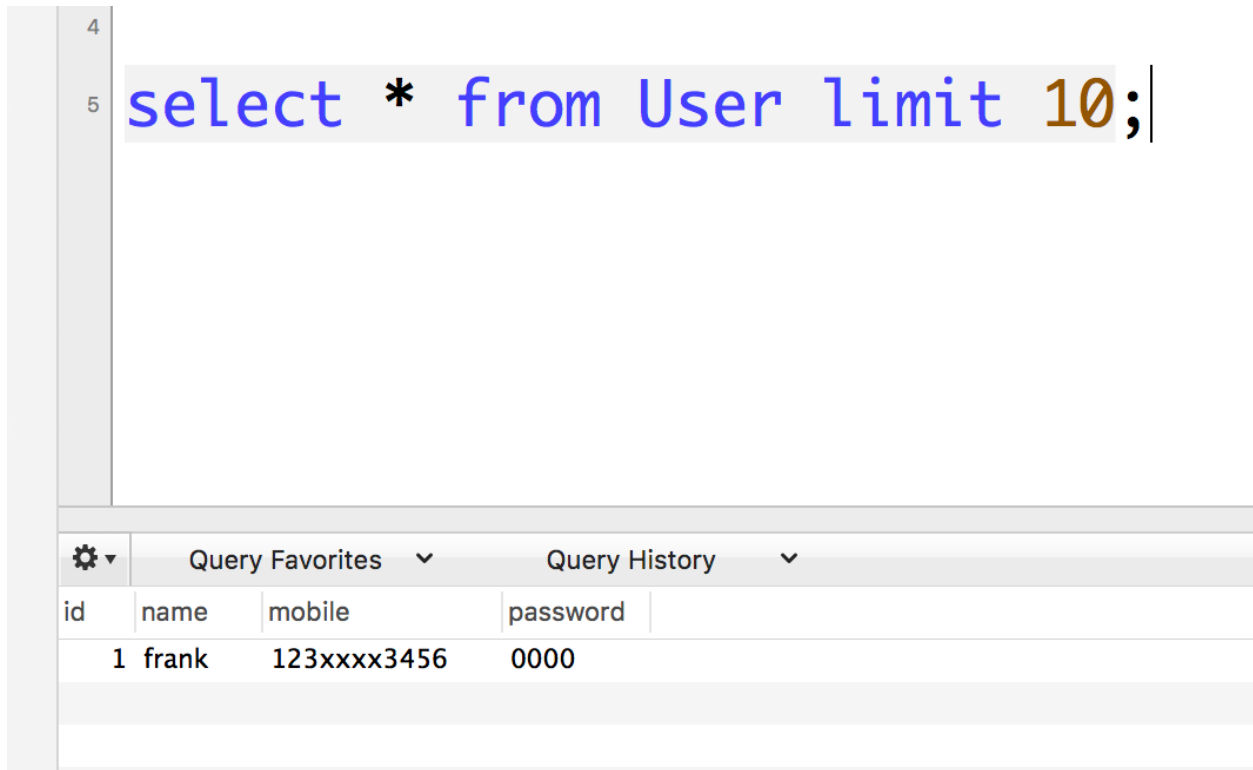 4
5 select * from User limit 10;
Query Favorites Query History
id name mobile password
1 frank 123xxxx3456 0000